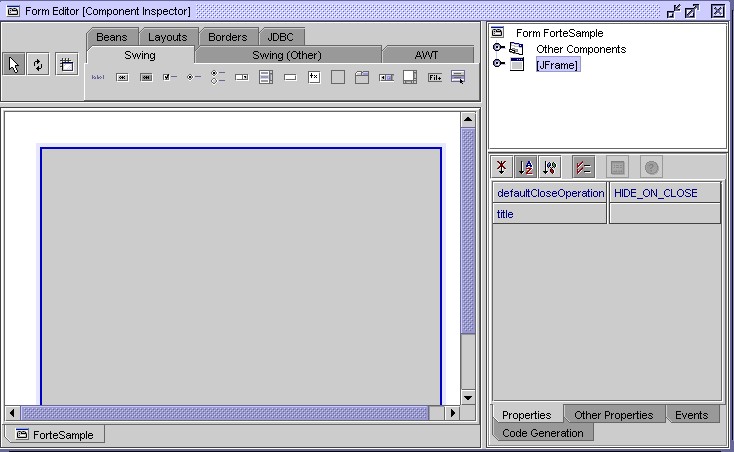 Form Editor [Component Inspector]
Beans Layouts Borders JDBC
Swing Swing (Other) AWT
label
Form ForteSample
Other Components
[JFrame]
defaultCloseOperation HIDE_ON_CLOSE
title
Properties Other Properties Events
Code Generation
ForteSample